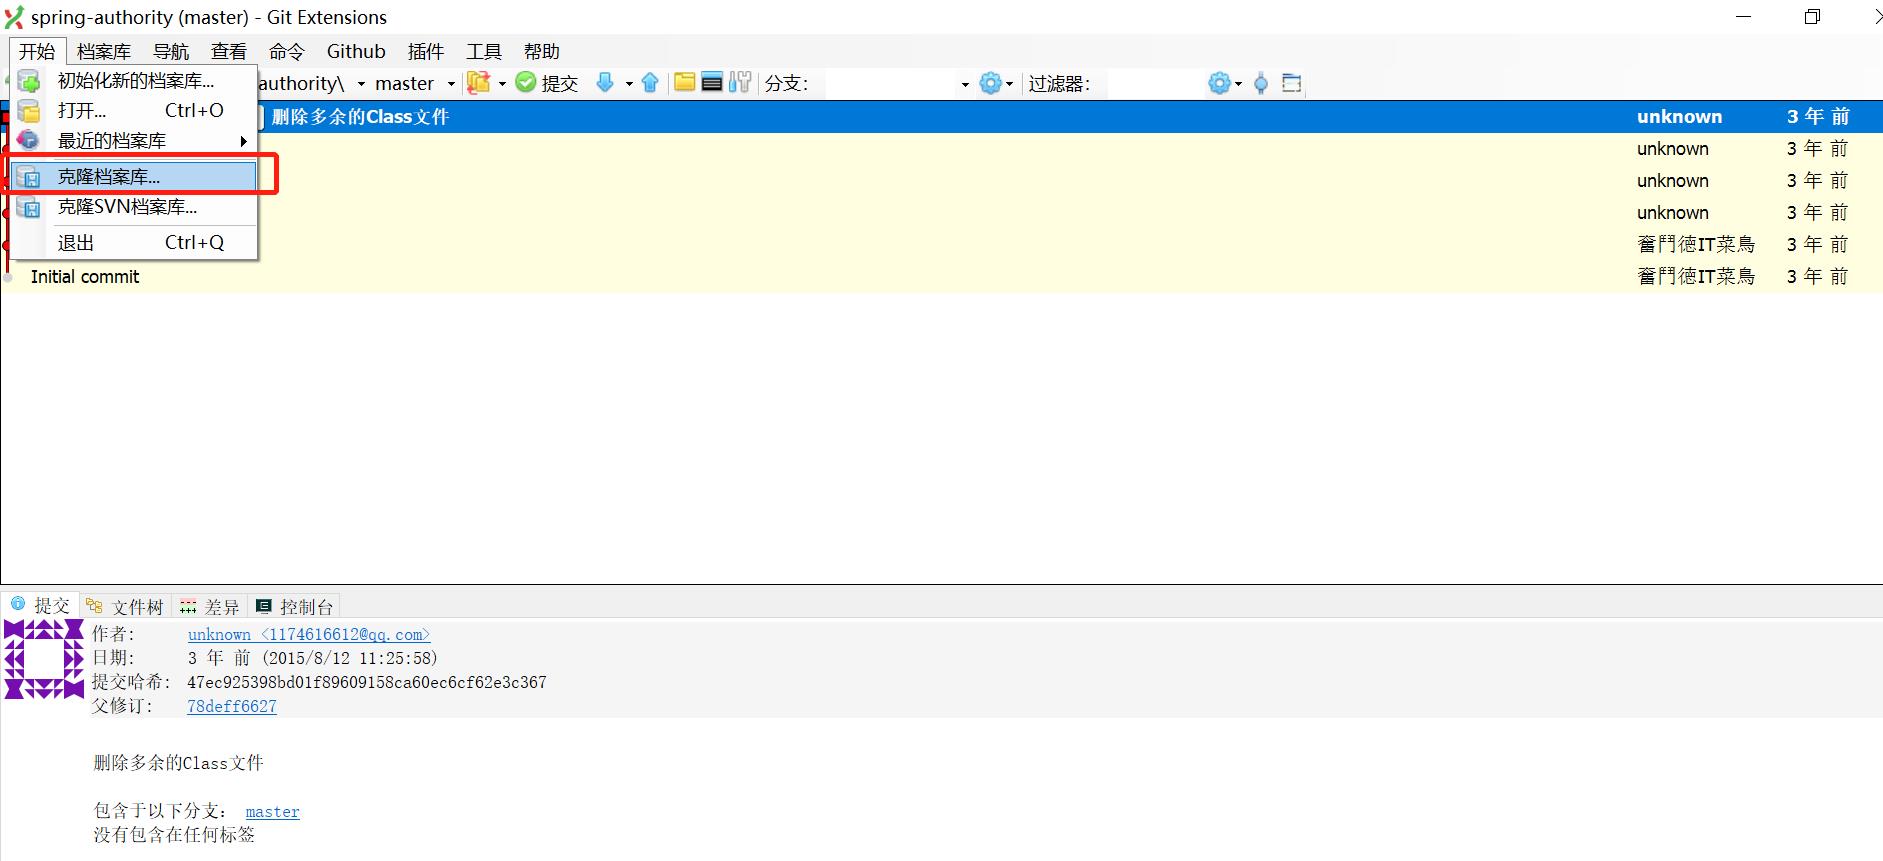 spring-authority (master) - Git Extensions
开始 档案库 导航 查看 命令 Github 插件 工具 帮助
初始化新的档案库... authority\ master 提交 分支: 过滤器:
打开... Ctrl+O 删除多余的Class文件 unknown 3 年 前
最近的档案库 unknown 3 年 前
克隆档案库... unknown 3 年 前
克隆SVN档案库... unknown 3 年 前
退出 Ctrl+Q 奮鬥徳IT菜鳥 3 年 前
Initial commit 奮鬥徳IT菜鳥 3 年 前
提交 文件树 差异 控制台
作者: unknown <1174616612@qq.com>
日期: 3 年 前 (2015/8/12 11:25:58)
提交哈希: 47ec925398bd01f89609158ca60ec6cf62e3c367
父修订: 78deff6627
删除多余的Class文件
包含于以下分支: master
没有包含在任何标签